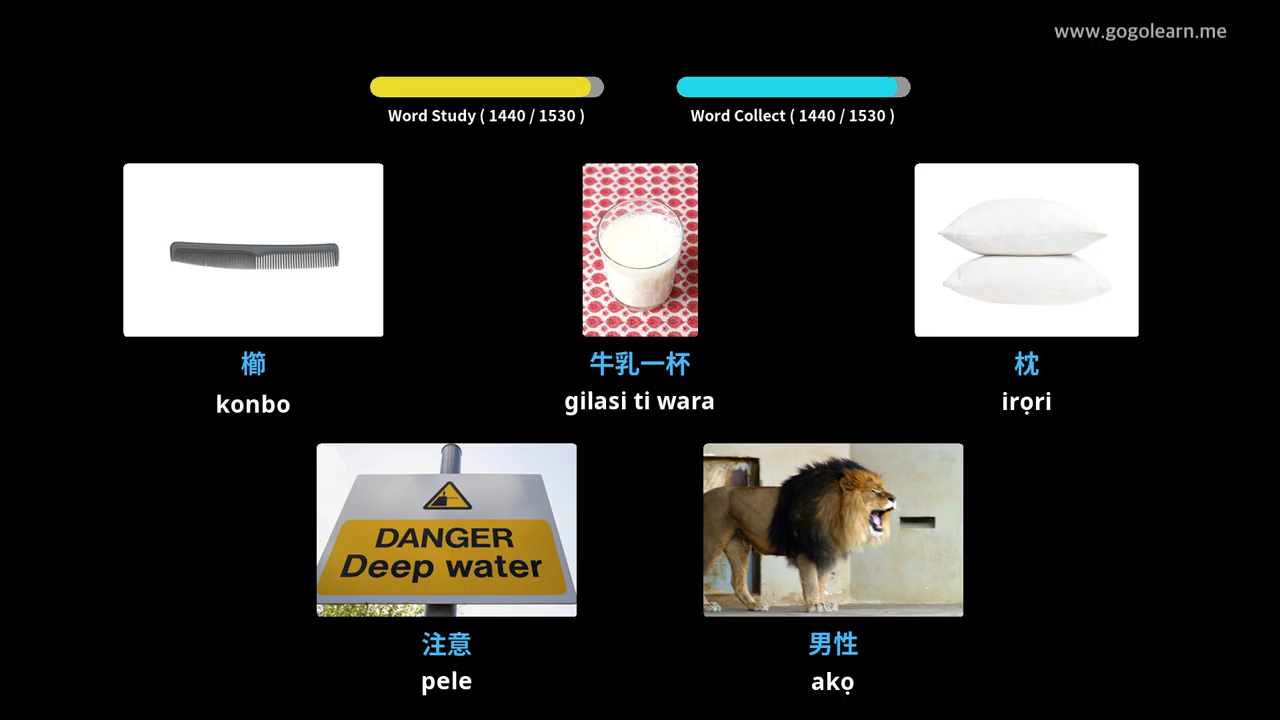 www.gogolearn.me
Word Study ( 1440 / 1530 )
Word Collect ( 1440 / 1530 )
櫛
konbo
牛乳一杯
gilasi ti wara
枕
irọri
DANGER
Deep water
注意
pele
男性
akọ